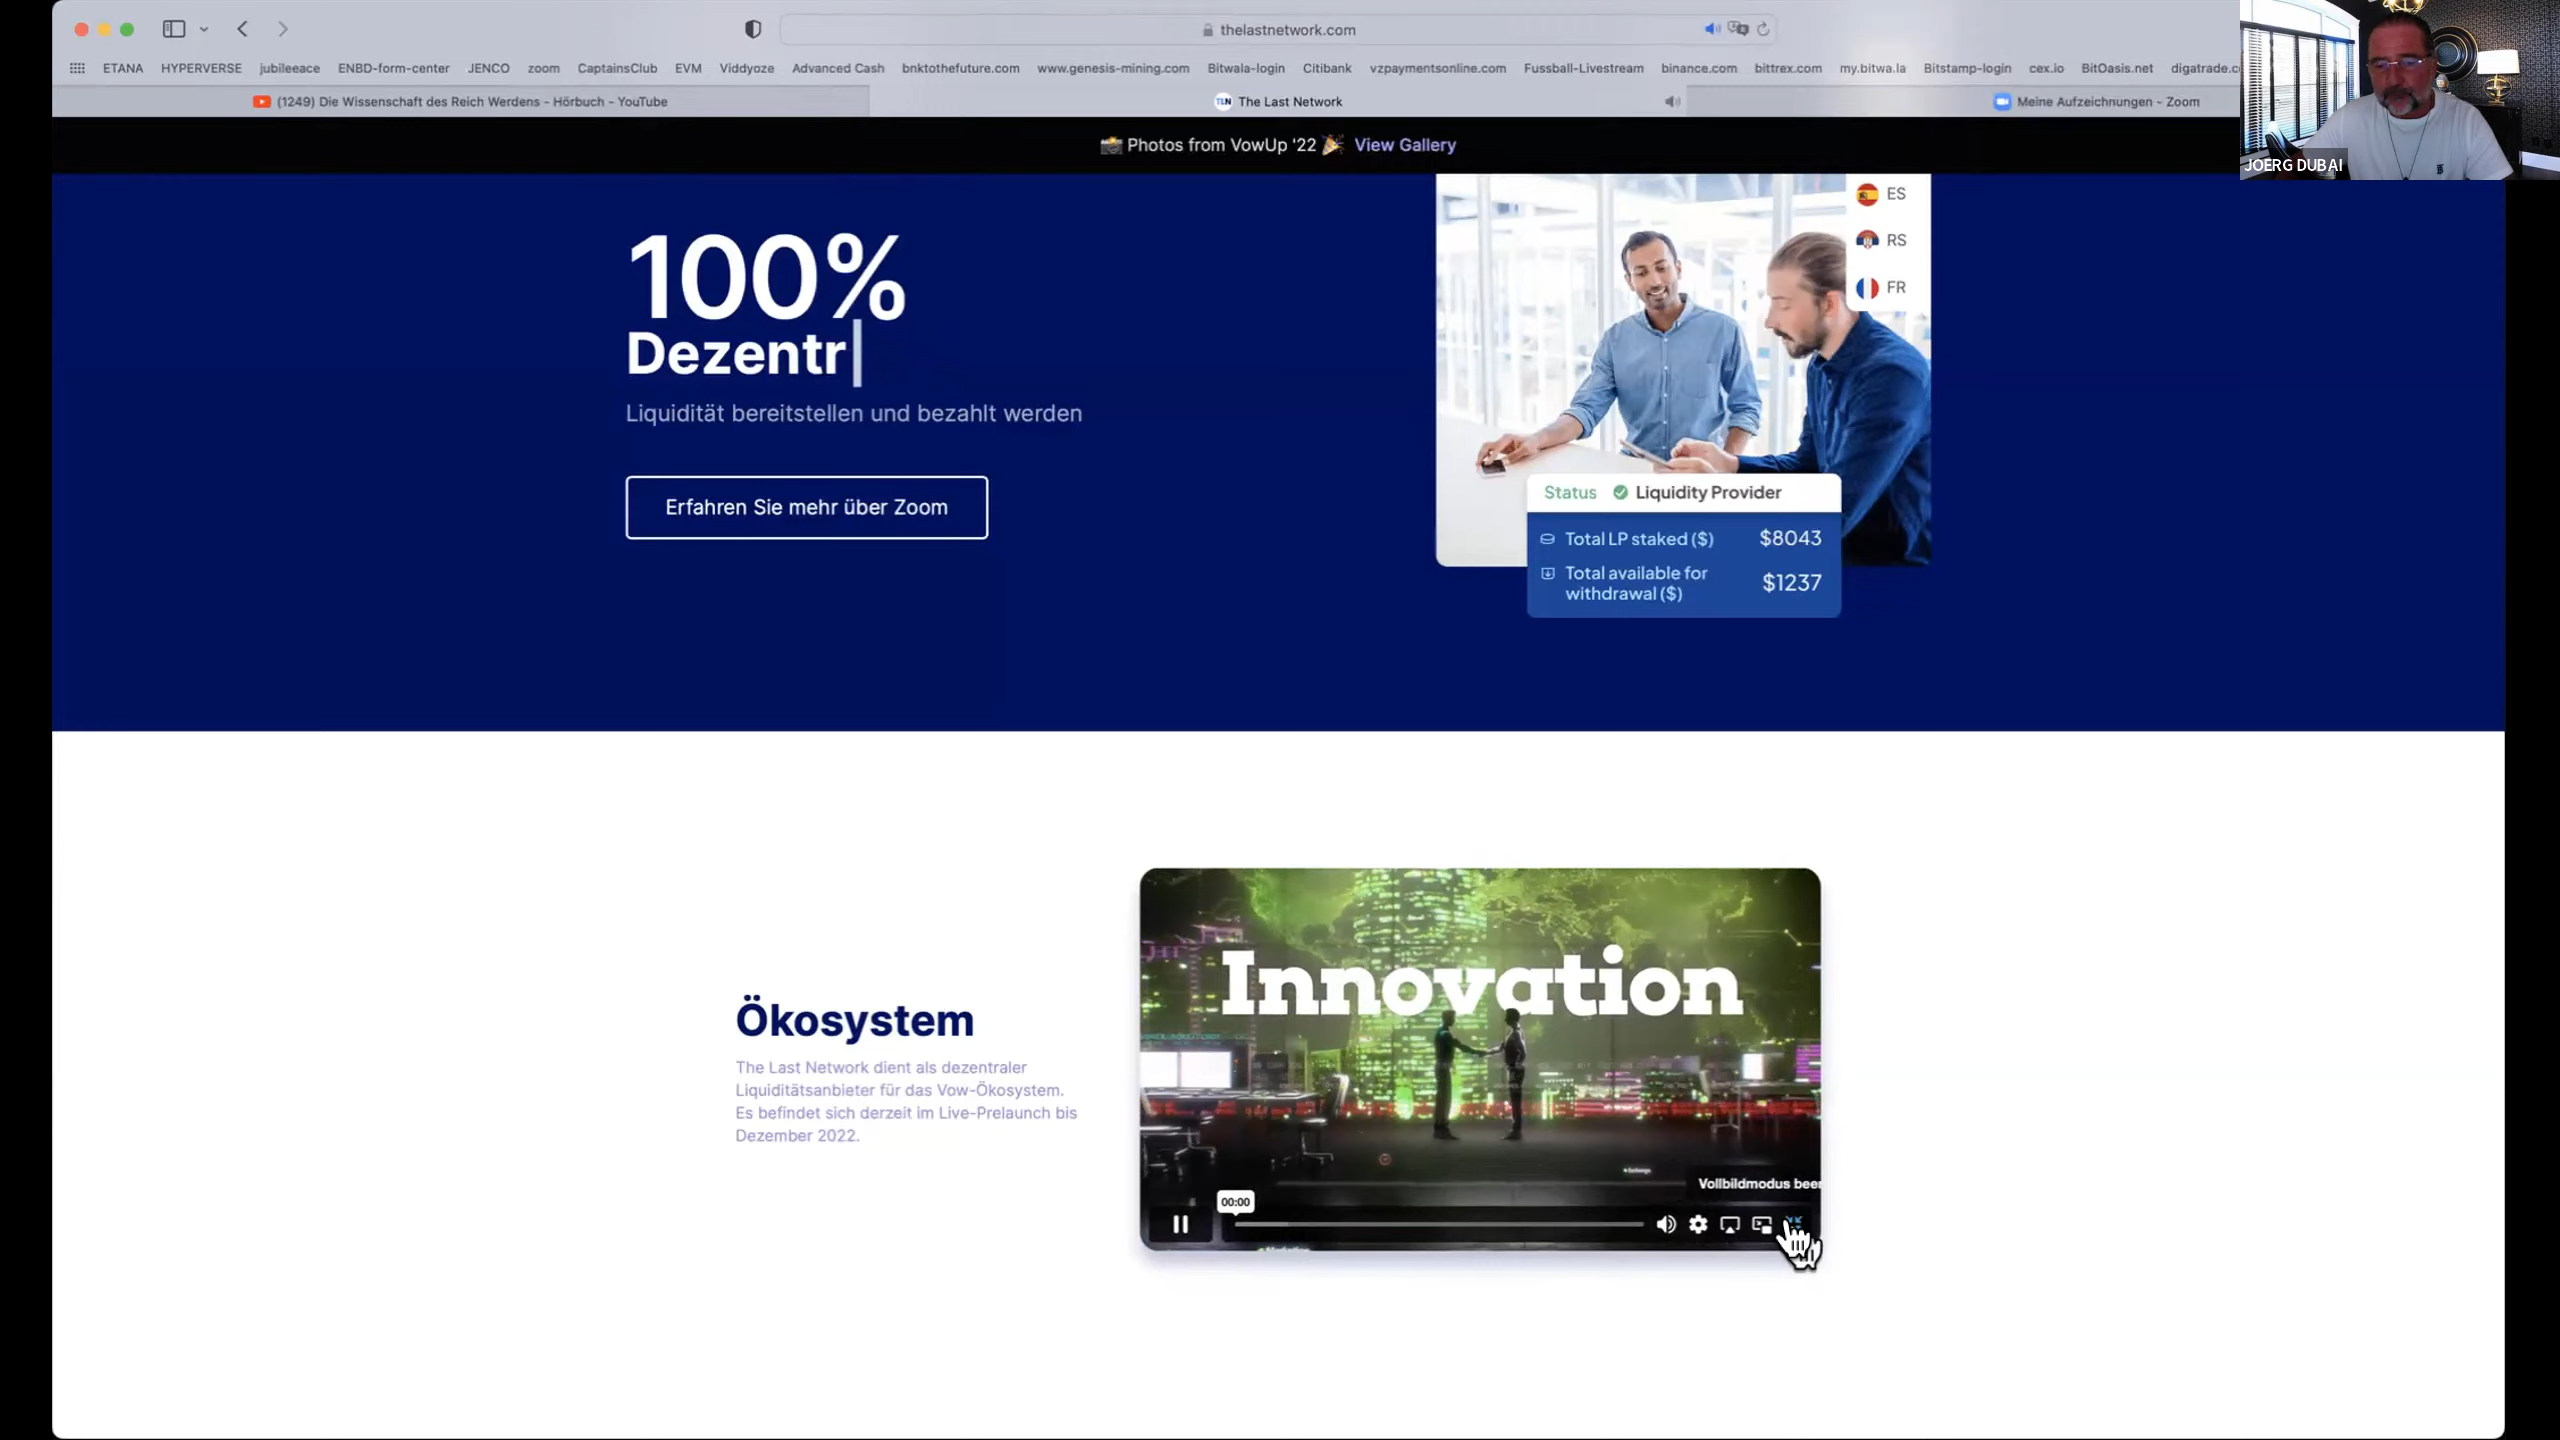 thelastnetwork.com
ETANA HYPERVERSE jubileeace ENBD-form-center JENCO zoom CaptainsClub EVM Viddyoze Advanced Cash bnktothefuture.com www.genesis-mining.com Bitwala-login Citibank vzpaymentsonline.com Fussball-Livestream binance.com bittrex.com my.bitwa.la Bitstamp-login cex.io BitOasis.net digatrade.c
(1249) Die Wissenschaft des Reich Werdens - Hörbuch - YouTube
TLN The Last Network
Meine Aufzeichnungen - Zoom
JOERG DUBAI
Photos from VowUp '22 View Gallery
ES
RS
FR
100%
Dezentr
Liquidität bereitstellen und bezahlt werden
Erfahren Sie mehr über Zoom
Status Liquidity Provider
Total LP staked ($) $8043
Total available for
withdrawal ($) $1237
Innovation
Ökosystem
The Last Network dient als dezentraler
Liquiditätsanbieter für das Vow-Ökosystem.
Es befindet sich derzeit im Live-Prelaunch bis
Dezember 2022.
Vollbildmodus beer
00:00